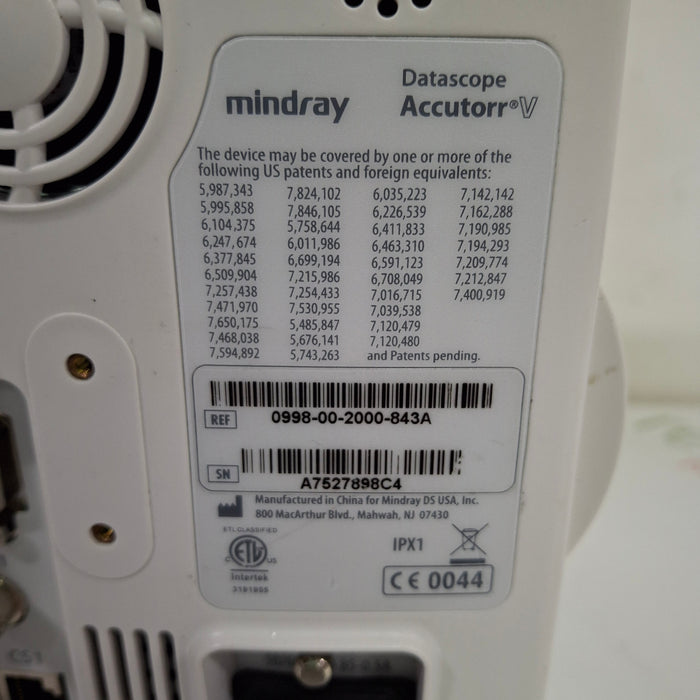 mindray
Datascope
Accutorr® V
The device may be covered by one or more of the
following US patents and foreign equivalents:
5,987,343 7,824,102 6,035,223 7,142,142
5,995,858 7,846,105 6,226,539 7,162,288
6,104,375 5,758,644 6,411,833 7,190,985
6,247,674 6,011,986 6,463,310 7,194,293
6,377,845 6,699,194 6,591,123 7,209,774
6,509,904 7,215,986 6,708,049 7,212,847
7,257,438 7,254,433 7,016,715 7,400,919
7,471,970 7,530,955 7,039,538
7,650,175 5,485,847 7,120,479
7,468,038 5,676,141 7,120,480
7,594,892 5,743,263 and Patents pending.
REF 0998-00-2000-843A
SN A7527898C4
Manufactured in China for Mindray DS USA, Inc.
800 MacArthur Blvd., Mahwah, NJ 07430
ETL CLASSIFIED
C ETL US
Intertek
3191955
IPX1
CE 0044
CS1